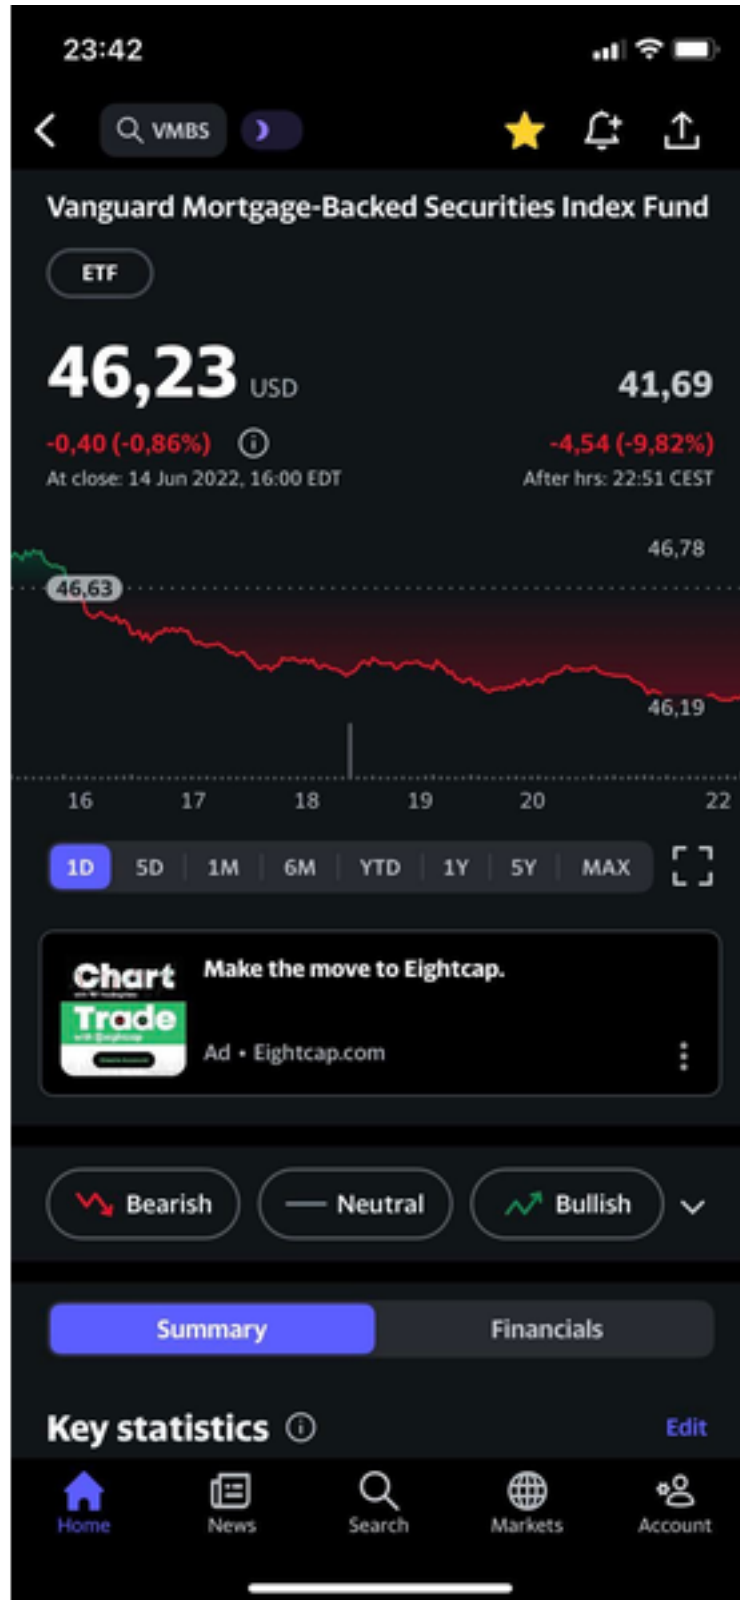 23:42
VMBS
Vanguard Mortgage-Backed Securities Index Fund
ETF
46,23 USD
41,69
-0,40 (-0,86%)
-4,54 (-9,82%)
At close: 14 Jun 2022, 16:00 EDT
After hrs: 22:51 CEST
46,78
46,63
46,19
16 17 18 19 20 22
1D 5D 1M 6M YTD 1Y 5Y MAX
Chart
Trade
Make the move to Eightcap.
Ad • Eightcap.com
Bearish Neutral Bullish
Summary Financials
Key statistics
Edit
Home News Search Markets Account